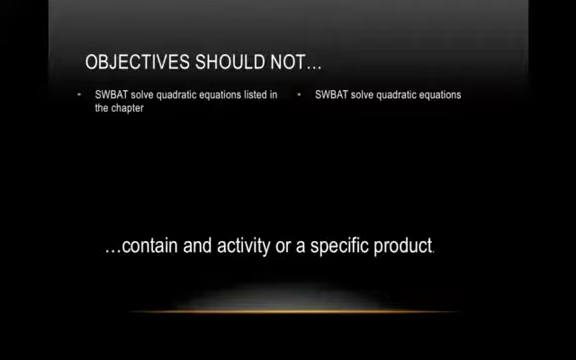 OBJECTIVES SHOULD NOT...
SWBAT solve quadratic equations listed in
the chapter
SWBAT solve quadratic equations
...contain and activity or a specific product.